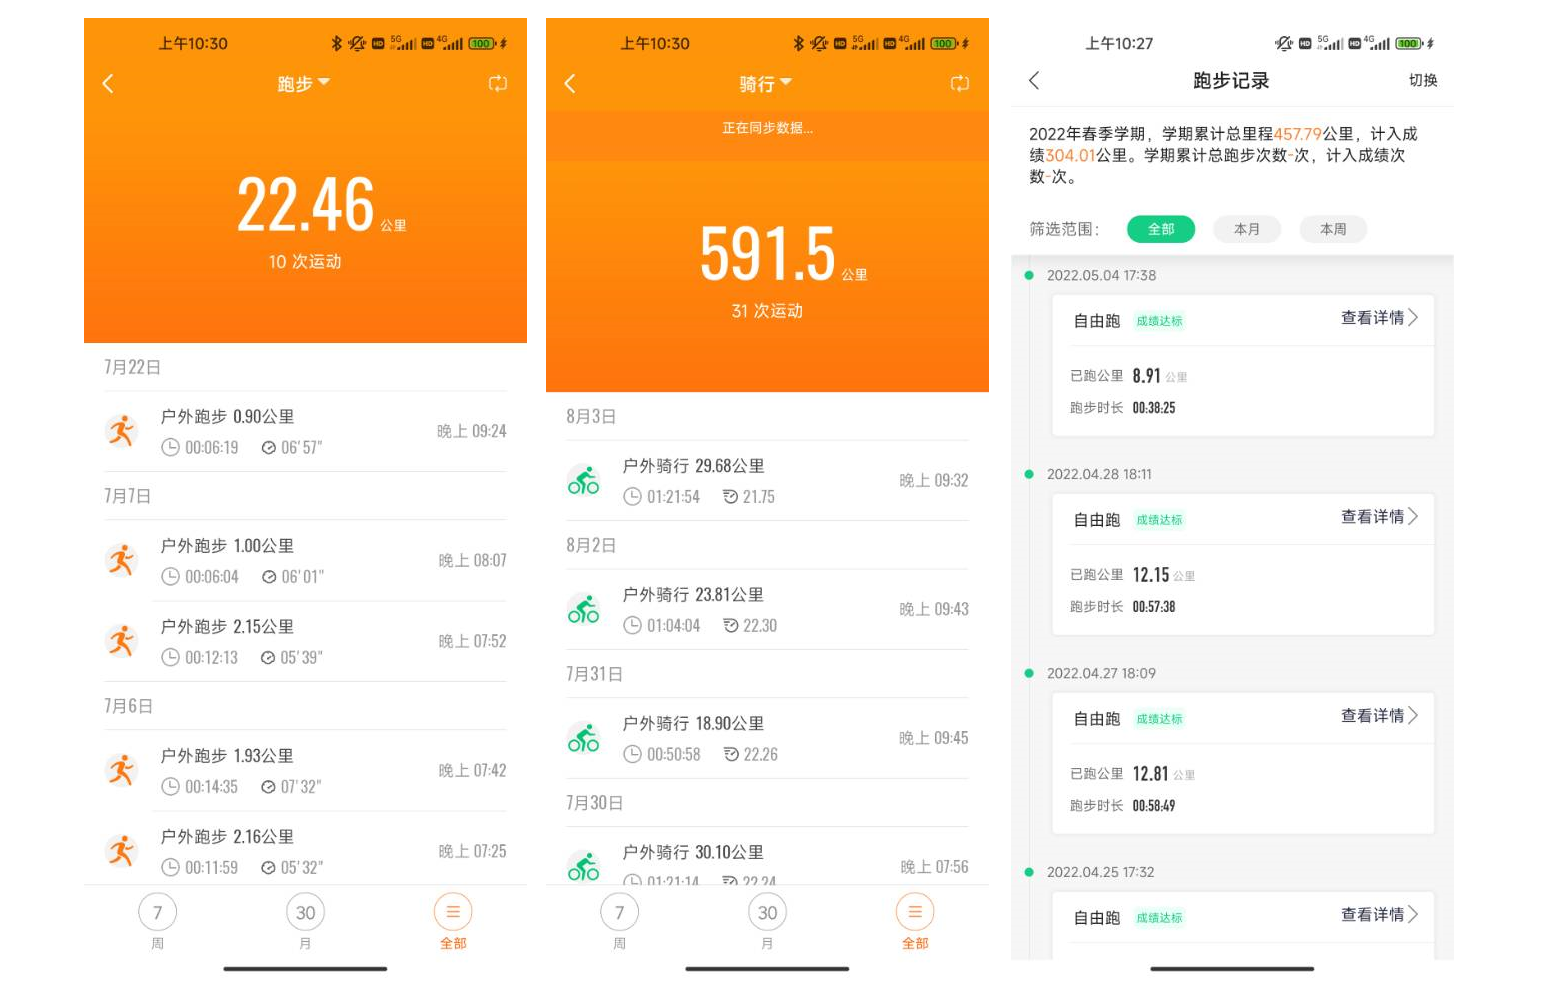 上午10:30
跑步
22.46 公里
10 次运动
7月22日
户外跑步 0.90公里
00:06:19 06'57"
晚上 09:24
7月7日
户外跑步 1.00公里
00:06:04 06'01"
晚上 08:07
户外跑步 2.15公里
00:12:13 05'39"
晚上 07:52
7月6日
户外跑步 1.93公里
00:14:35 07'32"
晚上 07:42
户外跑步 2.16公里
00:11:59 05'32"
晚上 07:25
7 30
周 月 全部
上午10:30
骑行
正在同步数据...
591.5 公里
31 次运动
8月3日
户外骑行 29.68公里
01:21:54 21.75
晚上 09:32
8月2日
户外骑行 23.81公里
01:04:04 22.30
晚上 09:43
7月31日
户外骑行 18.90公里
00:50:58 22.26
晚上 09:45
7月30日
户外骑行 30.10公里
01:21:14 22.24
晚上 07:56
7 30
周 月 全部
上午10:27
跑步记录 切换
2022年春季学期，学期累计总里程457.79公里，计入成
绩304.01公里。学期累计总跑步次数-次，计入成绩次
数-次。
筛选范围： 全部 本月 本周
2022.05.04 17:38
自由跑 成绩达标 查看详情
已跑公里 8.91 公里
跑步时长 00:38:25
2022.04.28 18:11
自由跑 成绩达标 查看详情
已跑公里 12.15 公里
跑步时长 00:57:38
2022.04.27 18:09
自由跑 成绩达标 查看详情
已跑公里 12.81 公里
跑步时长 00:58:49
2022.04.25 17:32
自由跑 成绩达标 查看详情